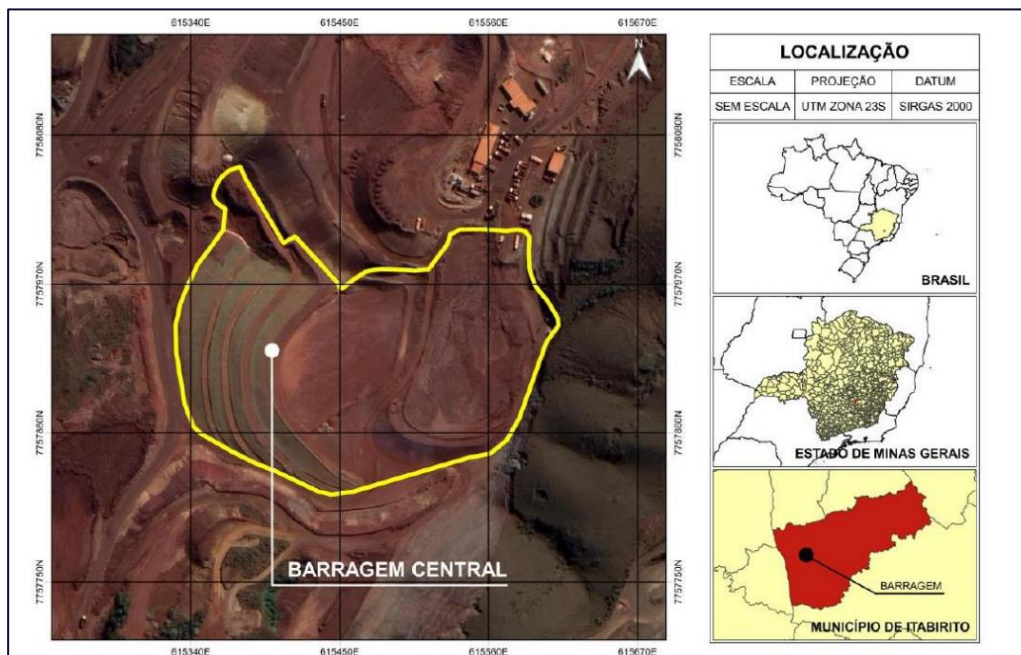 615340E 615450E 615560E 615670E
N
7758080N 7758080N
7757970N 7757970N
7757860N 7757860N
7757750N 7757750N
BARRAGEM CENTRAL
615340E 615450E 615560E 615670E
LOCALIZAÇÃO
ESCALA PROJEÇÃO DATUM
SEM ESCALA UTM ZONA 23S SIRGAS 2000
BRASIL
ESTADO DE MINAS GERAIS
BARRAGEM
MUNICÍPIO DE ITABIRITO